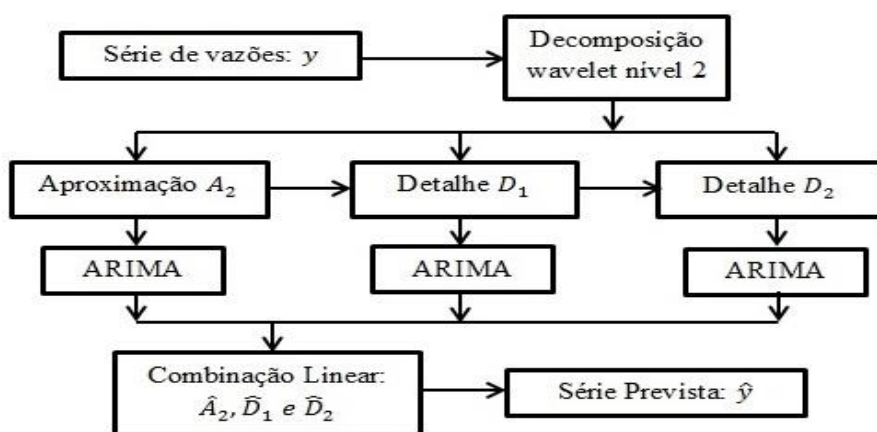 Série de vazões: y
Decomposição
wavelet nível 2
Aproximação A₂
Detalhe D₁
Detalhe D₂
ARIMA
ARIMA
ARIMA
Combinação Linear:
Â₂, D̂₁ e D̂₂
Série Prevista: ŷ